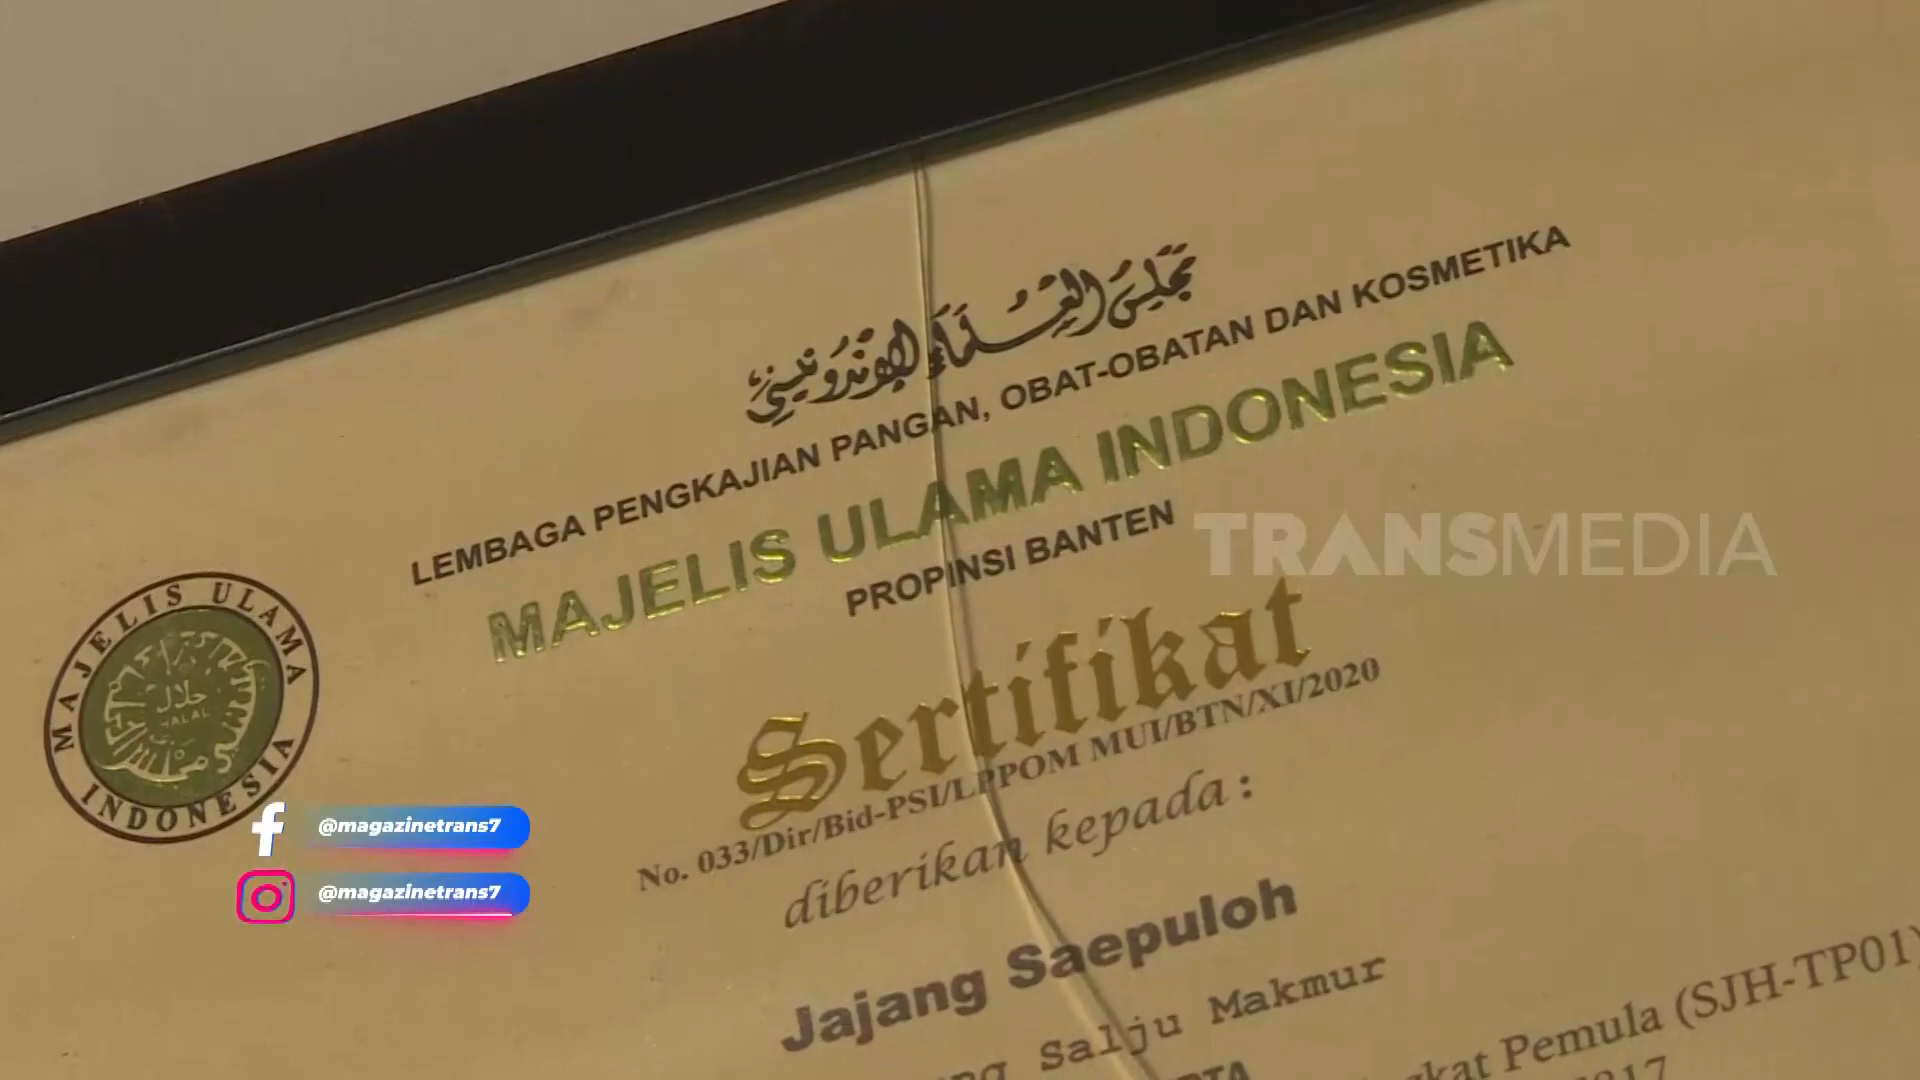 مجلس العلماء الإندونيسي
LEMBAGA PENGKAJIAN PANGAN, OBAT-OBATAN DAN KOSMETIKA
MAJELIS ULAMA INDONESIA
PROPINSI BANTEN
TRANSMEDIA
MAJELIS ULAMA INDONESIA
حلال
HALAL
Sertifikat
No. 033/Dir/Bid-PSI/LPPOM MUI/BTN/XI/2020
diberikan kepada :
@magazinetrans7
@magazinetrans7
Jajang Saepuloh
Salju Makmur
Pemula (SJH-TP01)